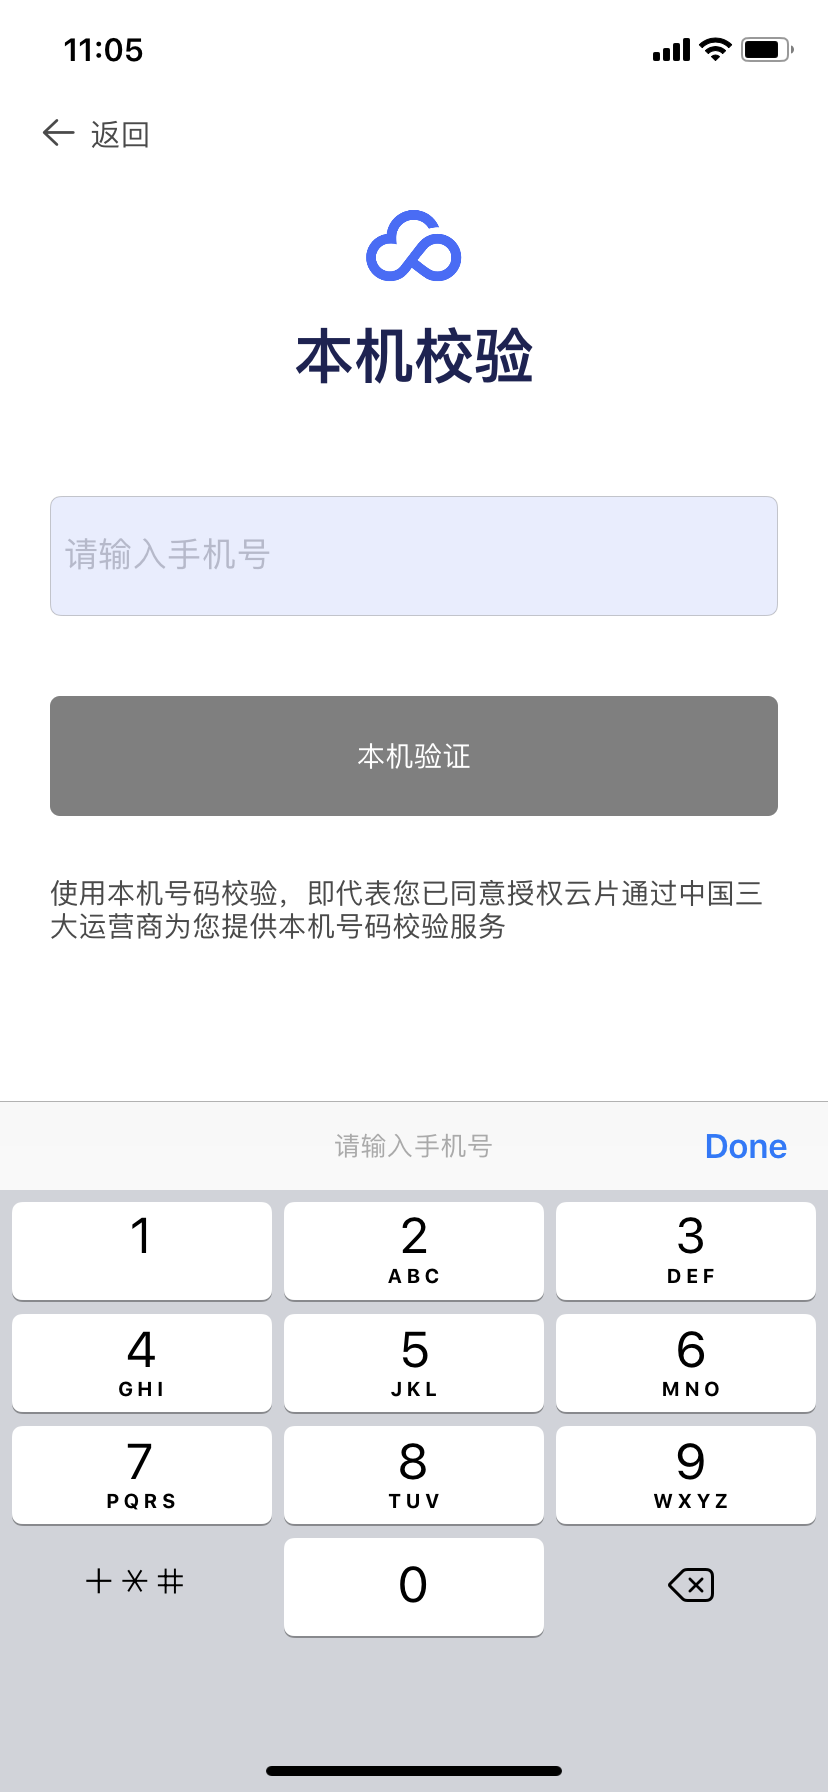 11:05
返回
本机校验
请输入手机号
本机验证
使用本机号码校验，即代表您已同意授权云片通过中国三
大运营商为您提供本机号码校验服务
请输入手机号
Done
1
2
ABC
3
DEF
4
GHI
5
JKL
6
MNO
7
PQRS
8
TUV
9
WXYZ
+*#
0